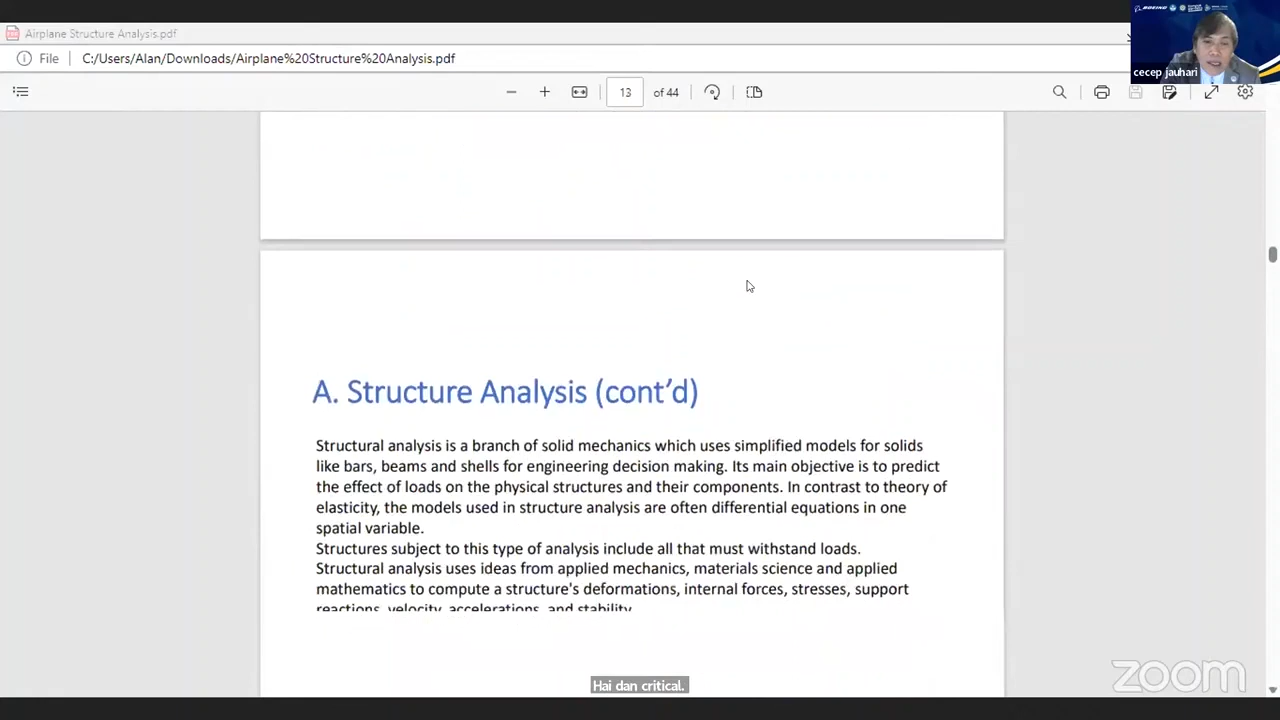 Airplane Structure Analysis.pdf
File
C:/Users/Alan/Downloads/Airplane%20Structure%20Analysis.pdf
13 of 44
BOEING
cecep jauhari
A. Structure Analysis (cont'd)
Structural analysis is a branch of solid mechanics which uses simplified models for solids
like bars, beams and shells for engineering decision making. Its main objective is to predict
the effect of loads on the physical structures and their components. In contrast to theory of
elasticity, the models used in structure analysis are often differential equations in one
spatial variable.
Structures subject to this type of analysis include all that must withstand loads.
Structural analysis uses ideas from applied mechanics, materials science and applied
mathematics to compute a structure's deformations, internal forces, stresses, support
reactions, velocity, accelerations, and stability.
Hai dan critical.
zoom